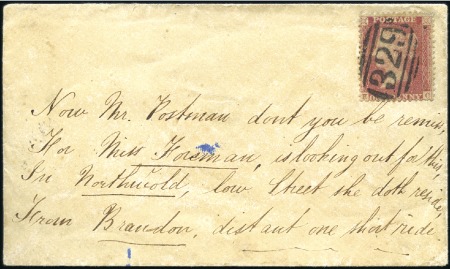 POSTAGE
329
Now Mr. Postman dont you be remiss,
For Miss Foreman, is looking out for this
In Northwold, low Street she doth reside,
From Brandon, distant one short ride